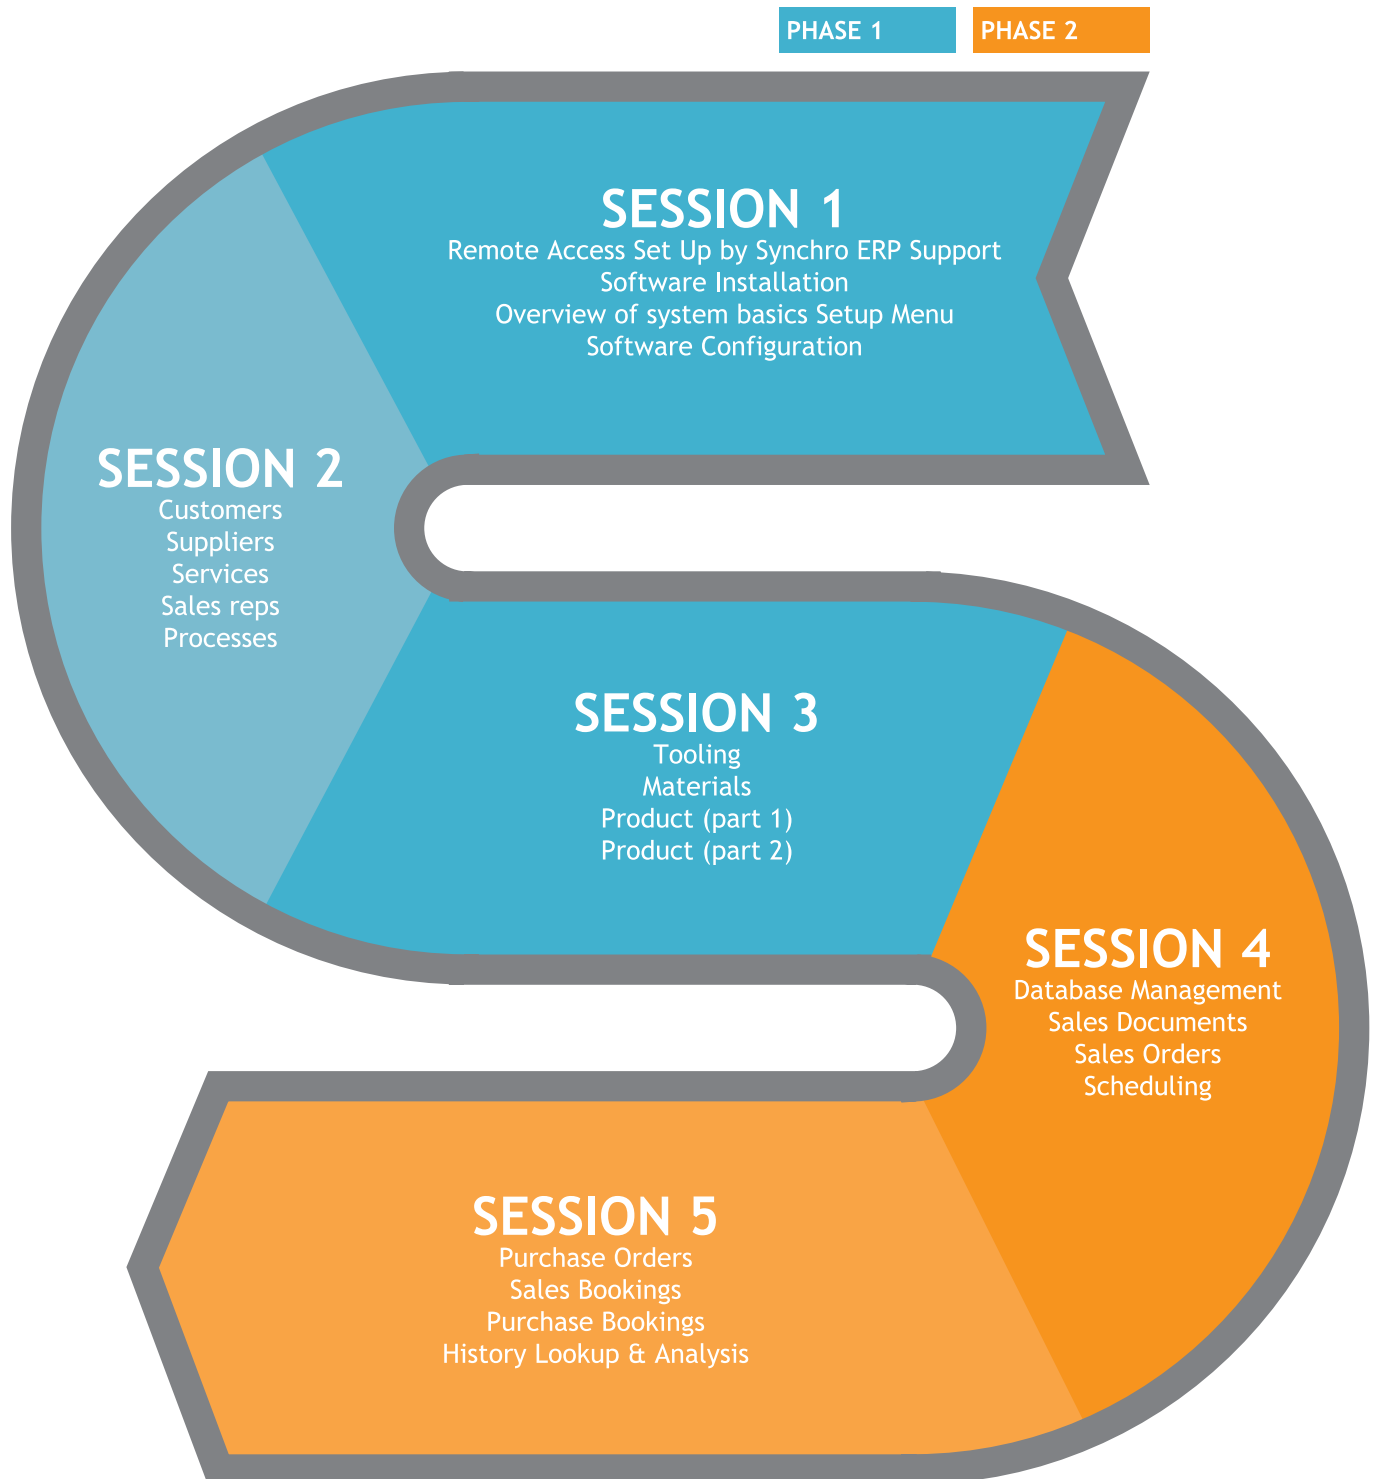 PHASE 1
PHASE 2
SESSION 1
Remote Access Set Up by Synchro ERP Support
Software Installation
Overview of system basics Setup Menu
Software Configuration
SESSION 2
Customers
Suppliers
Services
Sales reps
Processes
SESSION 3
Tooling
Materials
Product (part 1)
Product (part 2)
SESSION 4
Database Management
Sales Documents
Sales Orders
Scheduling
SESSION 5
Purchase Orders
Sales Bookings
Purchase Bookings
History Lookup & Analysis